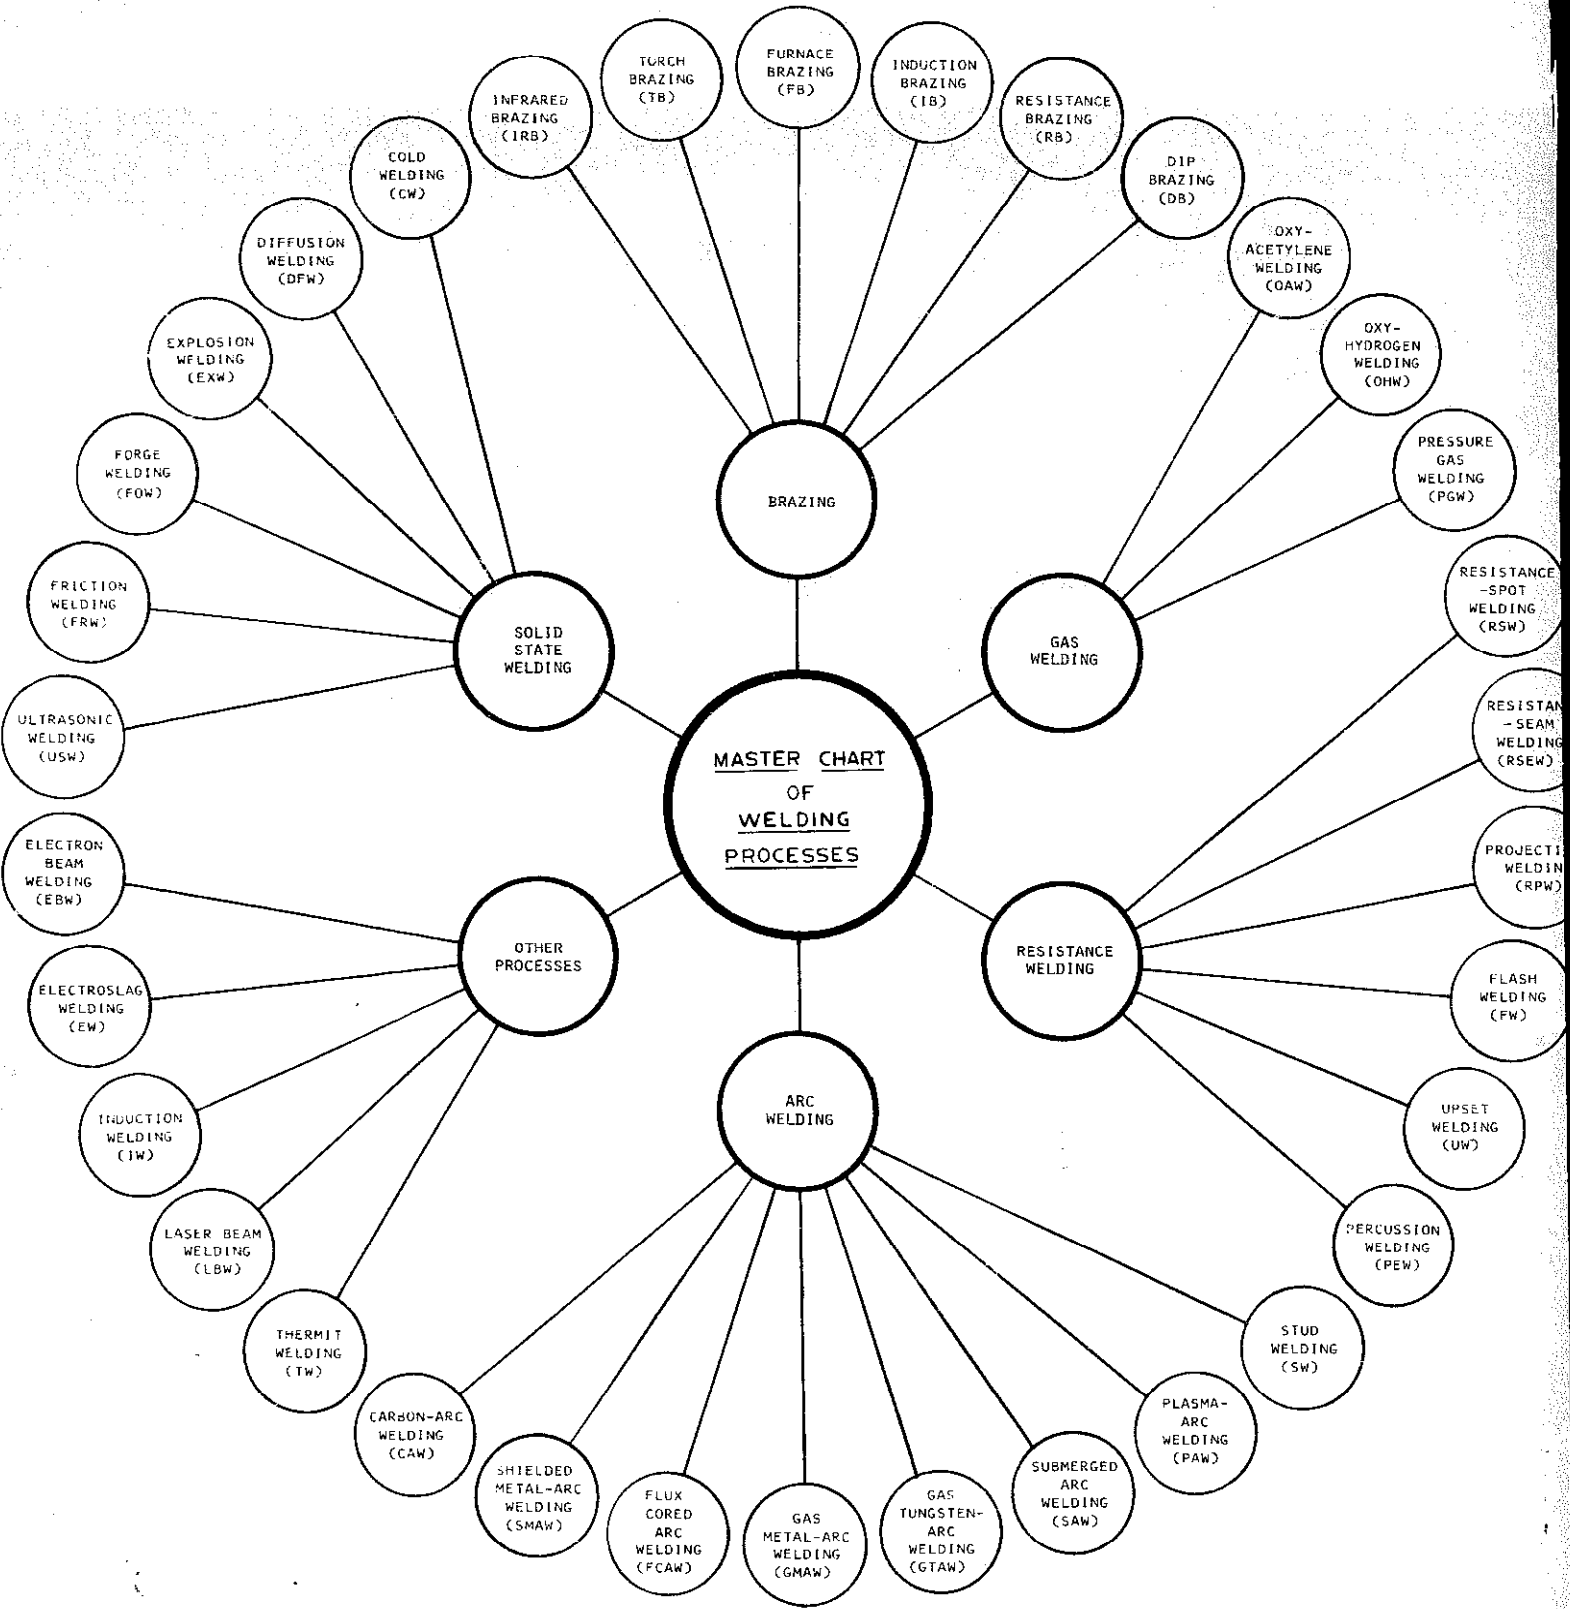 MASTER CHART
OF
WELDING
PROCESSES
BRAZING
INFRARED
BRAZING
(IRB)
TORCH
BRAZING
(TB)
FURNACE
BRAZING
(FB)
INDUCTION
BRAZING
(IB)
RESISTANCE
BRAZING
(RB)
DIP
BRAZING
(DB)
GAS
WELDING
OXY-
ACETYLENE
WELDING
(OAW)
OXY-
HYDROGEN
WELDING
(OHW)
PRESSURE
GAS
WELDING
(PGW)
RESISTANCE
WELDING
RESISTANCE
-SPOT
WELDING
(RSW)
RESISTAN
-SEAM
WELDING
(RSEW)
PROJECTI
WELDIN
(RPW)
FLASH
WELDING
(FW)
UPSET
WELDING
(UW)
PERCUSSION
WELDING
(PEW)
ARC
WELDING
STUD
WELDING
(SW)
PLASMA-
ARC
WELDING
(PAW)
SUBMERGED
ARC
WELDING
(SAW)
GAS
TUNGSTEN-
ARC
WELDING
(GTAW)
GAS
METAL-ARC
WELDING
(GMAW)
FLUX
CORED
ARC
WELDING
(FCAW)
SHIELDED
METAL-ARC
WELDING
(SMAW)
CARBON-ARC
WELDING
(CAW)
OTHER
PROCESSES
THERMIT
WELDING
(TW)
LASER BEAM
WELDING
(LBW)
INDUCTION
WELDING
(IW)
ELECTROSLAG
WELDING
(EW)
ELECTRON
BEAM
WELDING
(EBW)
SOLID
STATE
WELDING
ULTRASONIC
WELDING
(USW)
FRICTION
WELDING
(FRW)
FORGE
WELDING
(FOW)
EXPLOSION
WELDING
(EXW)
DIFFUSION
WELDING
(DFW)
COLD
WELDING
(CW)